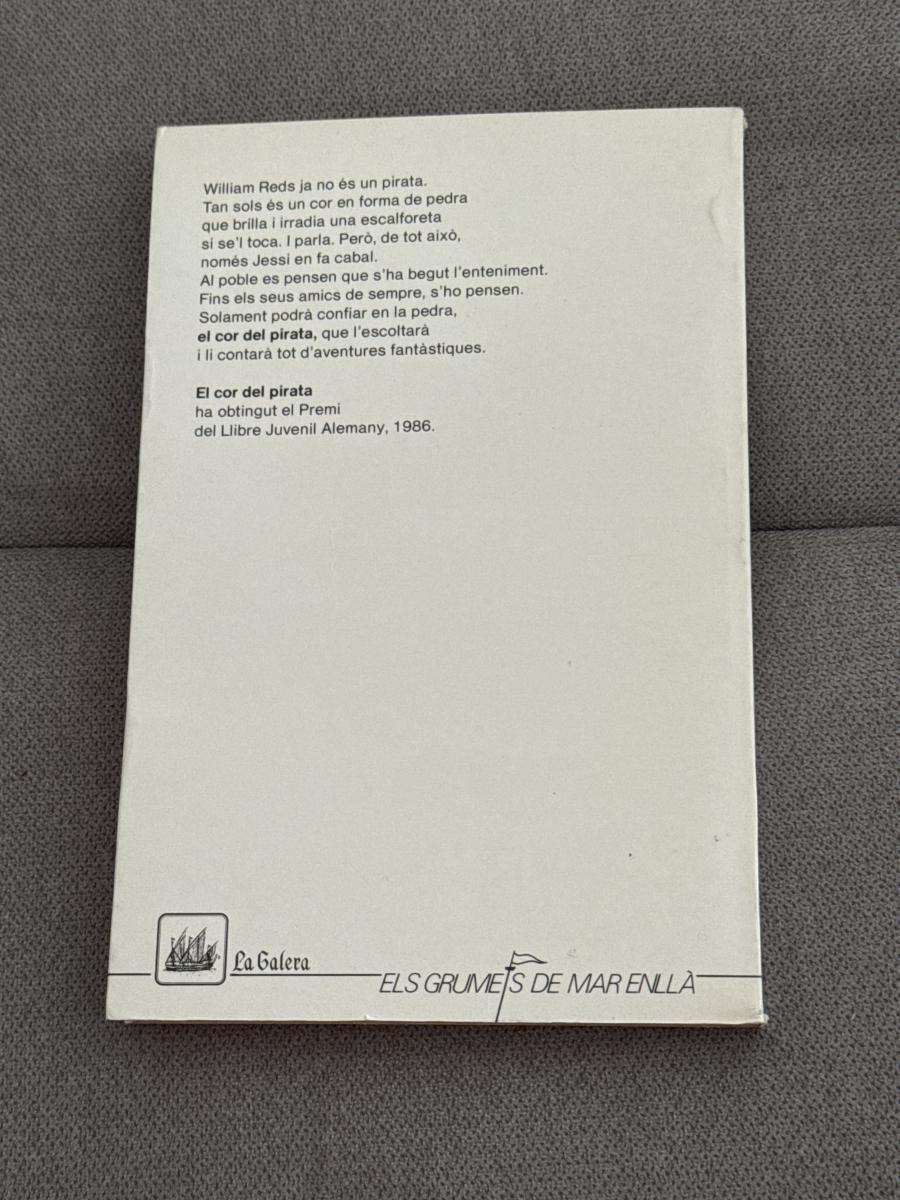 William Reds ja no és un pirata.
Tan sols és un cor en forma de pedra
que brilla i irradia una escalforeta
si se'l toca. I parla. Però, de tot això,
només Jessi en fa cabal.
Al poble es pensen que s'ha begut l'enteniment.
Fins els seus amics de sempre, s'ho pensen.
Solament podrà confiar en la pedra,
el cor del pirata, que l'escoltarà
i li contarà tot d'aventures fantàstiques.
El cor del pirata
ha obtingut el Premi
del Llibre Juvenil Alemany, 1986.
La Galera
ELS GRUMETS DE MAR ENLLÀ